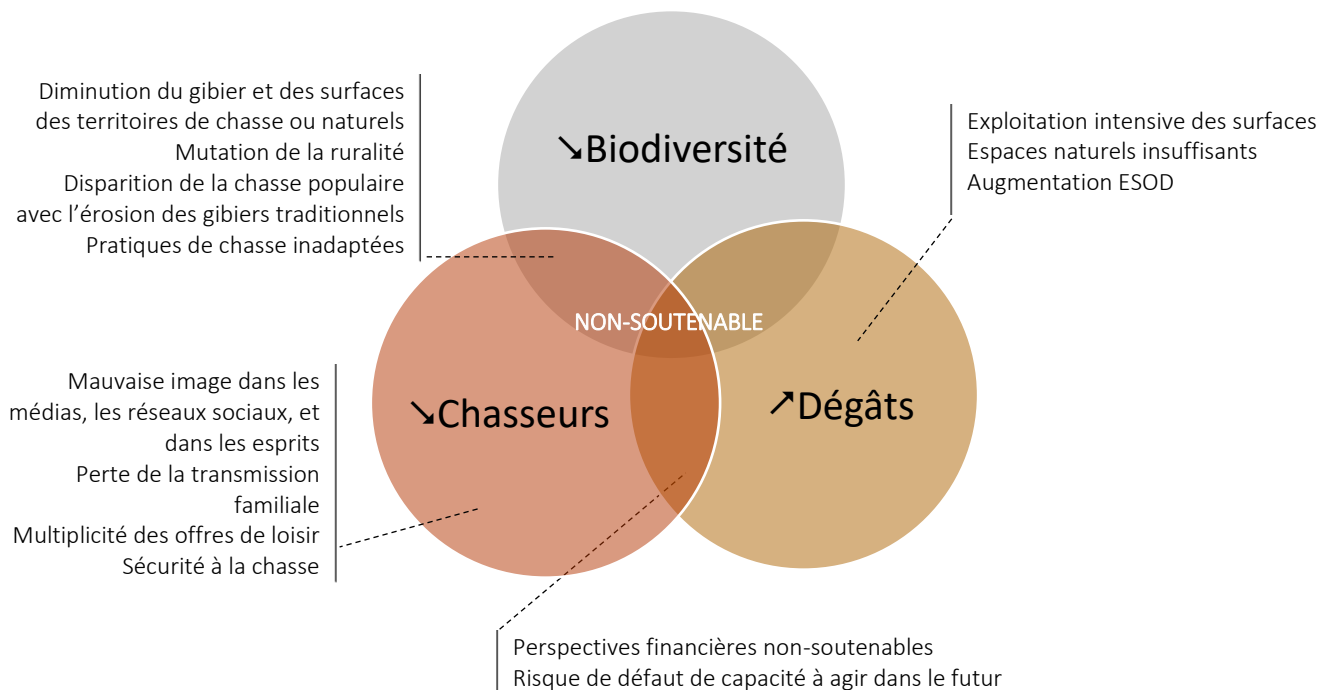 Diminution du gibier et des surfaces
des territoires de chasse ou naturels
Mutation de la ruralité
Disparition de la chasse populaire
avec l’érosion des gibiers traditionnels
Pratiques de chasse inadaptées
↘Biodiversité
Exploitation intensive des surfaces
Espaces naturels insuffisants
Augmentation ESOD
NON-SOUTENABLE
Mauvaise image dans les
médias, les réseaux sociaux, et
dans les esprits
Perte de la transmission
familiale
Multiplicité des offres de loisir
Sécurité à la chasse
↘Chasseurs
↗Dégâts
Perspectives financières non-soutenables
Risque de défaut de capacité à agir dans le futur